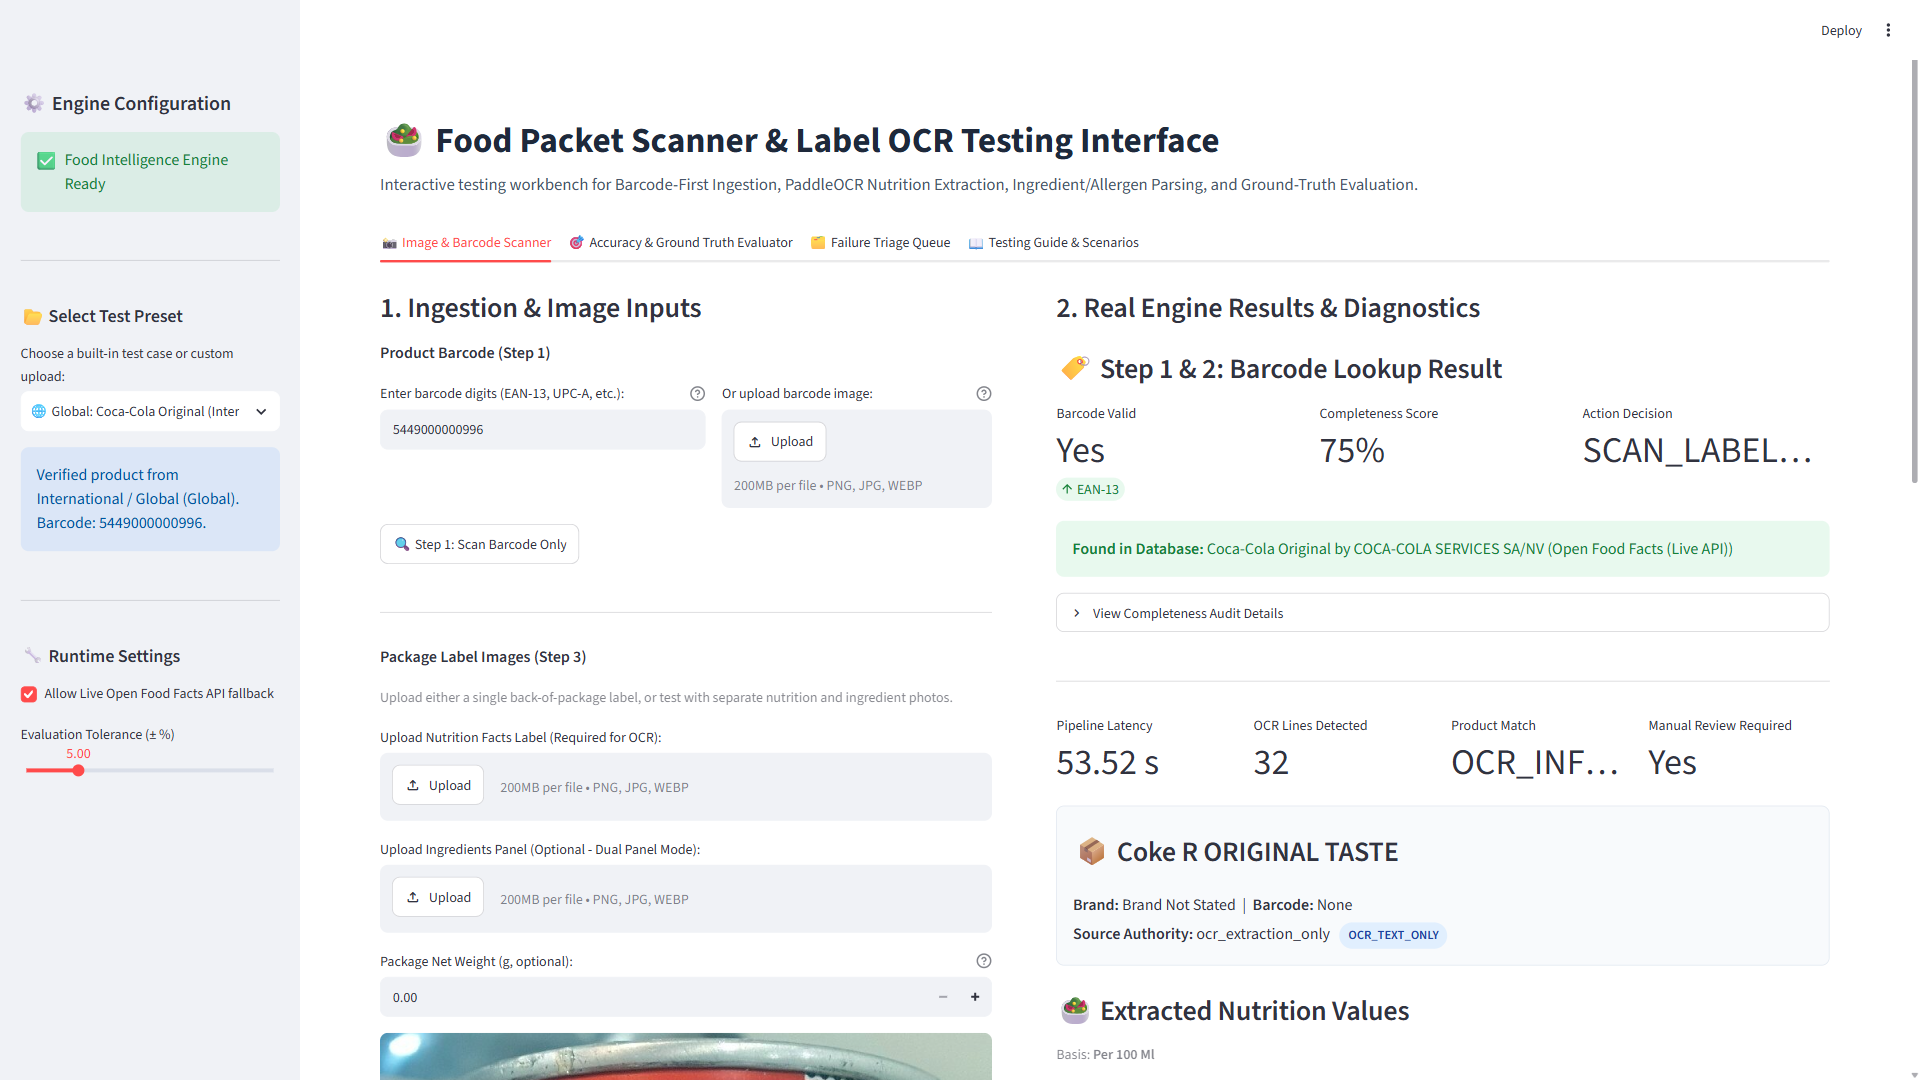 Deploy
Engine Configuration
Food Intelligence Engine
Ready
Select Test Preset
Choose a built-in test case or custom
upload:
Global: Coca-Cola Original (Inter
Verified product from
International / Global (Global).
Barcode: 5449000000996.
Runtime Settings
Allow Live Open Food Facts API fallback
Evaluation Tolerance (± %)
5.00
Food Packet Scanner & Label OCR Testing Interface
Interactive testing workbench for Barcode-First Ingestion, PaddleOCR Nutrition Extraction, Ingredient/Allergen Parsing, and Ground-Truth Evaluation.
Image & Barcode Scanner
Accuracy & Ground Truth Evaluator
Failure Triage Queue
Testing Guide & Scenarios
1. Ingestion & Image Inputs
Product Barcode (Step 1)
Enter barcode digits (EAN-13, UPC-A, etc.):
5449000000996
Or upload barcode image:
Upload
200MB per file • PNG, JPG, WEBP
Step 1: Scan Barcode Only
Package Label Images (Step 3)
Upload either a single back-of-package label, or test with separate nutrition and ingredient photos.
Upload Nutrition Facts Label (Required for OCR):
Upload
200MB per file • PNG, JPG, WEBP
Upload Ingredients Panel (Optional - Dual Panel Mode):
Upload
200MB per file • PNG, JPG, WEBP
Package Net Weight (g, optional):
0.00
2. Real Engine Results & Diagnostics
Step 1 & 2: Barcode Lookup Result
Barcode Valid
Yes
↑ EAN-13
Completeness Score
75%
Action Decision
SCAN_LABEL…
Found in Database: Coca-Cola Original by COCA-COLA SERVICES SA/NV (Open Food Facts (Live API))
View Completeness Audit Details
Pipeline Latency
53.52 s
OCR Lines Detected
32
Product Match
OCR_INF…
Manual Review Required
Yes
Coke R ORIGINAL TASTE
Brand: Brand Not Stated | Barcode: None
Source Authority: ocr_extraction_only OCR_TEXT_ONLY
Extracted Nutrition Values
Basis: Per 100 Ml